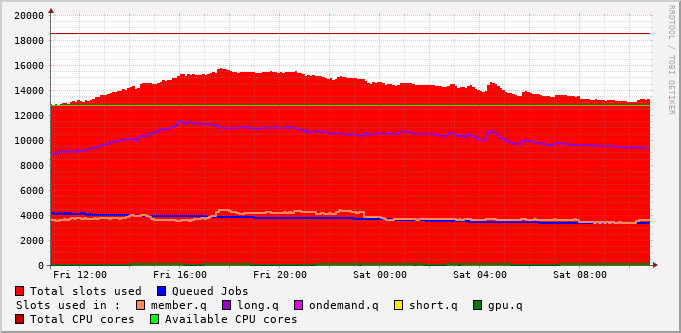 RRDTOOL / TOBI OETIKER
20000
18000
16000
14000
12000
10000
8000
6000
4000
2000
0
Fri 12:00 Fri 16:00 Fri 20:00 Sat 00:00 Sat 04:00 Sat 08:00
Total slots used Queued Jobs
Slots used in : member.q long.q ondemand.q short.q gpu.q
Total CPU cores Available CPU cores